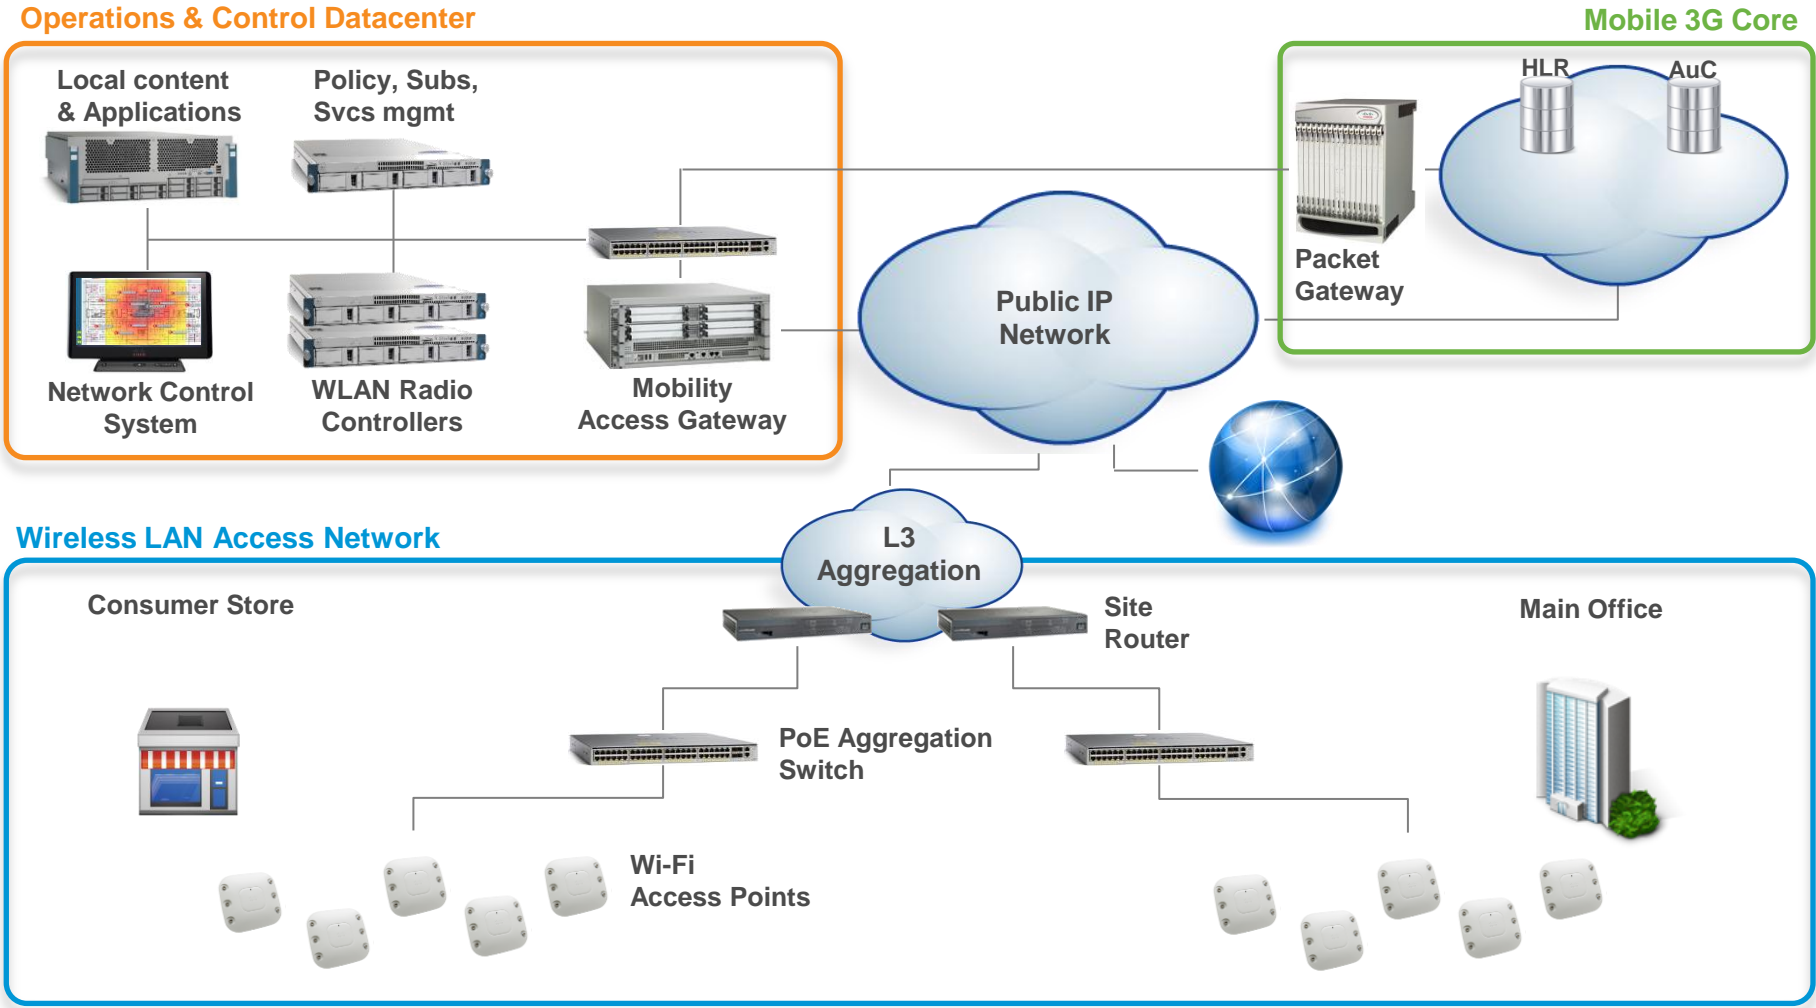 Operations & Control Datacenter
Mobile 3G Core
Local content
& Applications
Policy, Subs,
Svcs mgmt
HLR
AuC
Packet
Gateway
Public IP
Network
Network Control
System
WLAN Radio
Controllers
Mobility
Access Gateway
Wireless LAN Access Network
L3
Aggregation
Consumer Store
Site
Router
Main Office
PoE Aggregation
Switch
Wi-Fi
Access Points